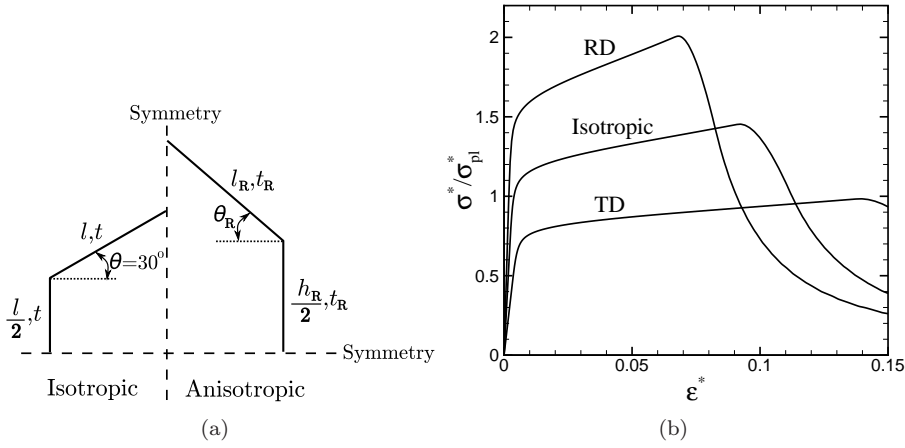 Symmetry
l,t
θ=30°
l/2,t
l_R,t_R
θ_R
h_R/2,t_R
Symmetry
Isotropic
Anisotropic
(a)
σ*/σ*_pl
2
1.5
1
0.5
0
RD
Isotropic
TD
0
0.05
0.1
0.15
ε*
(b)